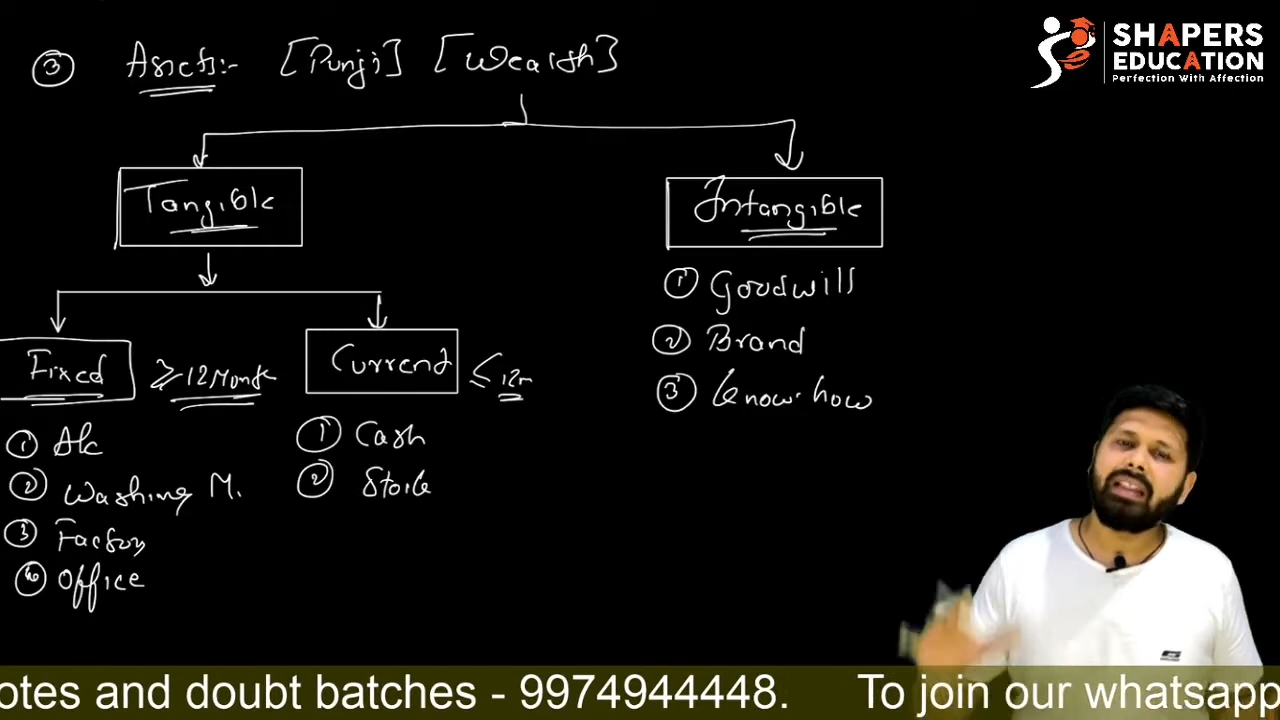 ③ Assets:- [Punji] [Wealth]
SHAPERS
EDUCATION
Perfection With Affection
Tangible
Intangible
Fixed
≥12 Month
Current
≤12m
① Ac
② Washing M.
③ Factory
④ Office
① Cash
② Stock
① Goodwill
② Brand
③ Know-how
otes and doubt batches - 9974944448. To join our whatsapp